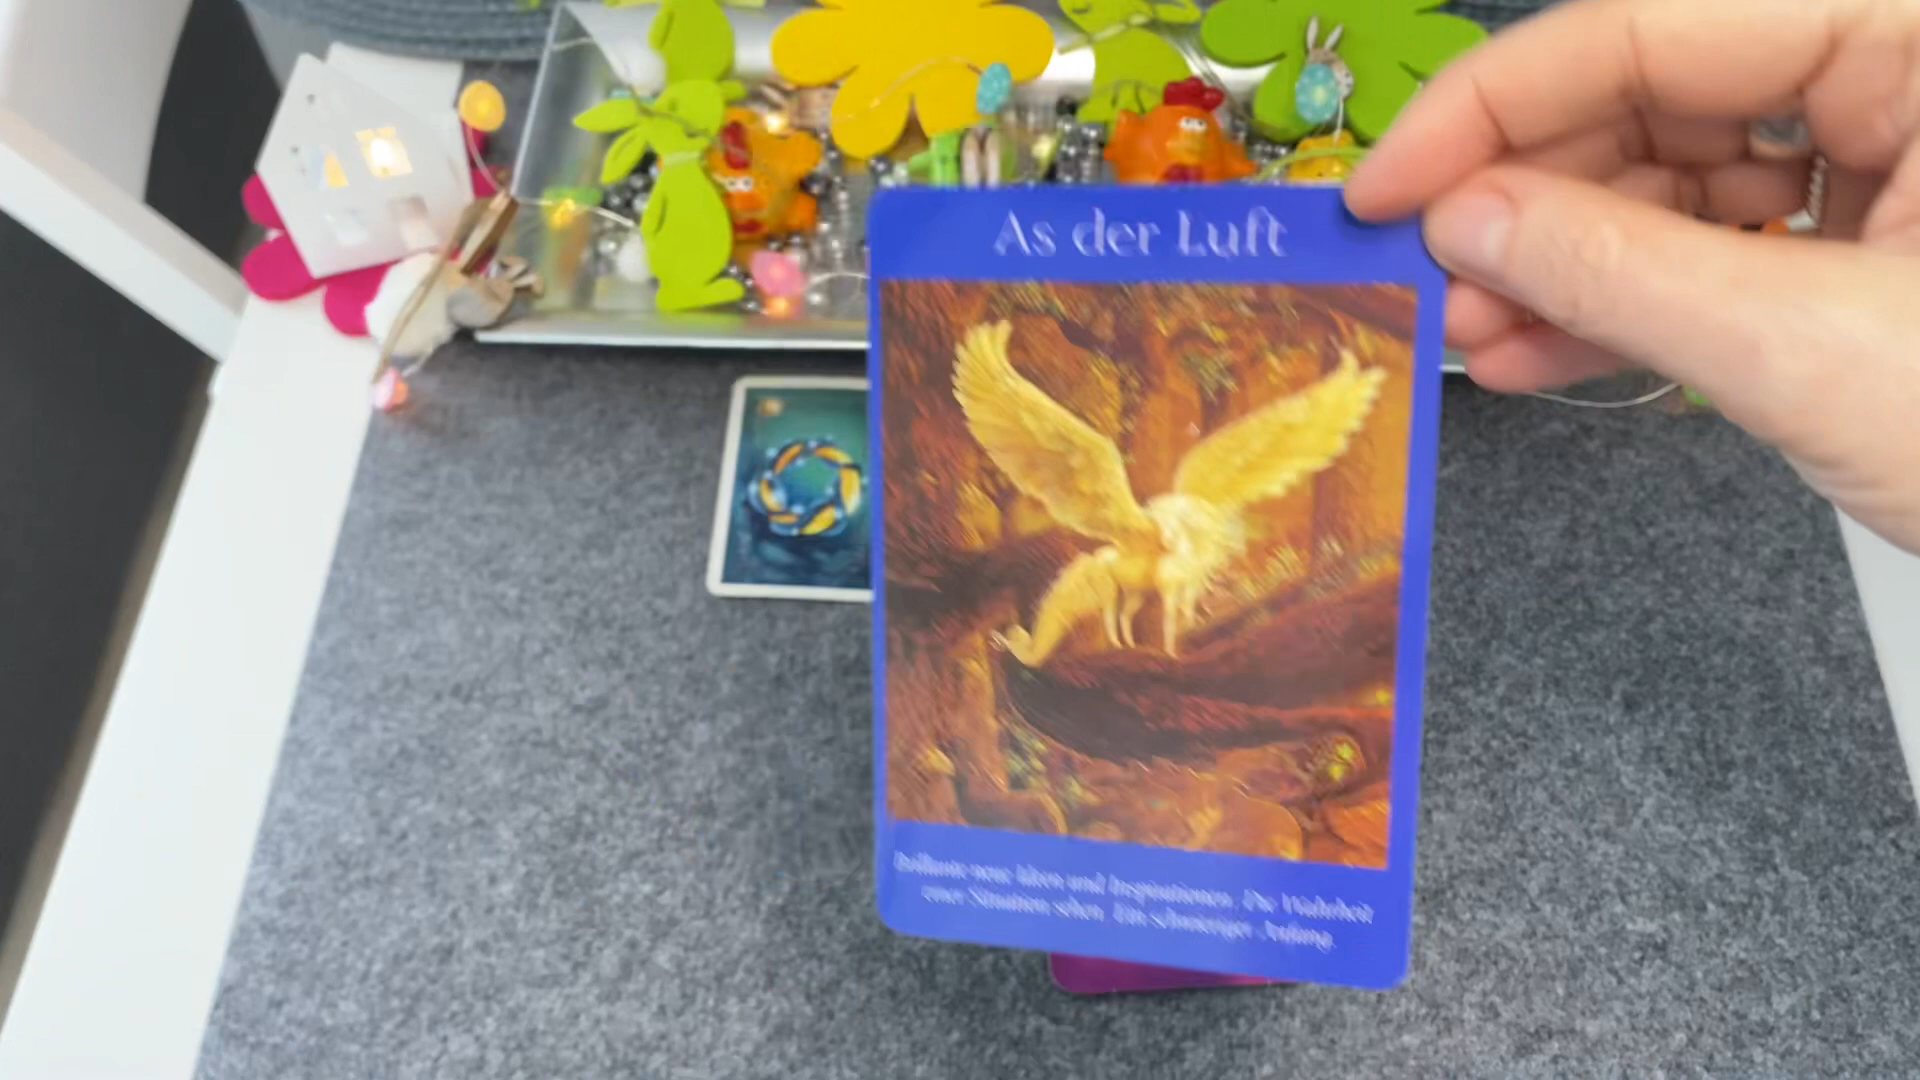 As der Luft
Brillante neue Ideen und Inspirationen. Die Wahrheit
einer Situation sehen. Ein schwieriger Anfang.